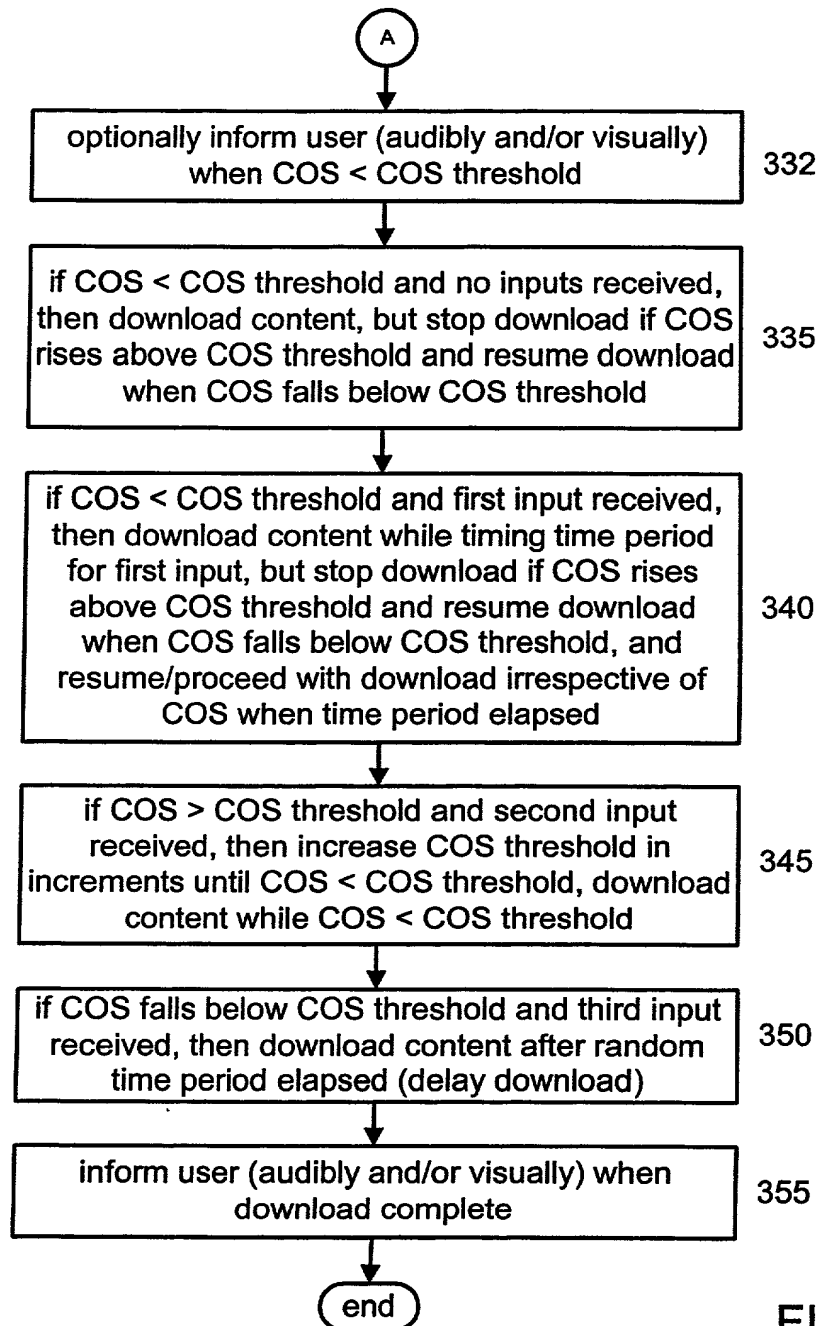 A
optionally inform user (audibly and/or visually)
when COS < COS threshold
332
if COS < COS threshold and no inputs received,
then download content, but stop download if COS
rises above COS threshold and resume download
when COS falls below COS threshold
335
if COS < COS threshold and first input received,
then download content while timing time period
for first input, but stop download if COS rises
above COS threshold and resume download
when COS falls below COS threshold, and
resume/proceed with download irrespective of
COS when time period elapsed
340
if COS > COS threshold and second input
received, then increase COS threshold in
increments until COS < COS threshold, download
content while COS < COS threshold
345
if COS falls below COS threshold and third input
received, then download content after random
time period elapsed (delay download)
350
inform user (audibly and/or visually) when
download complete
355
end